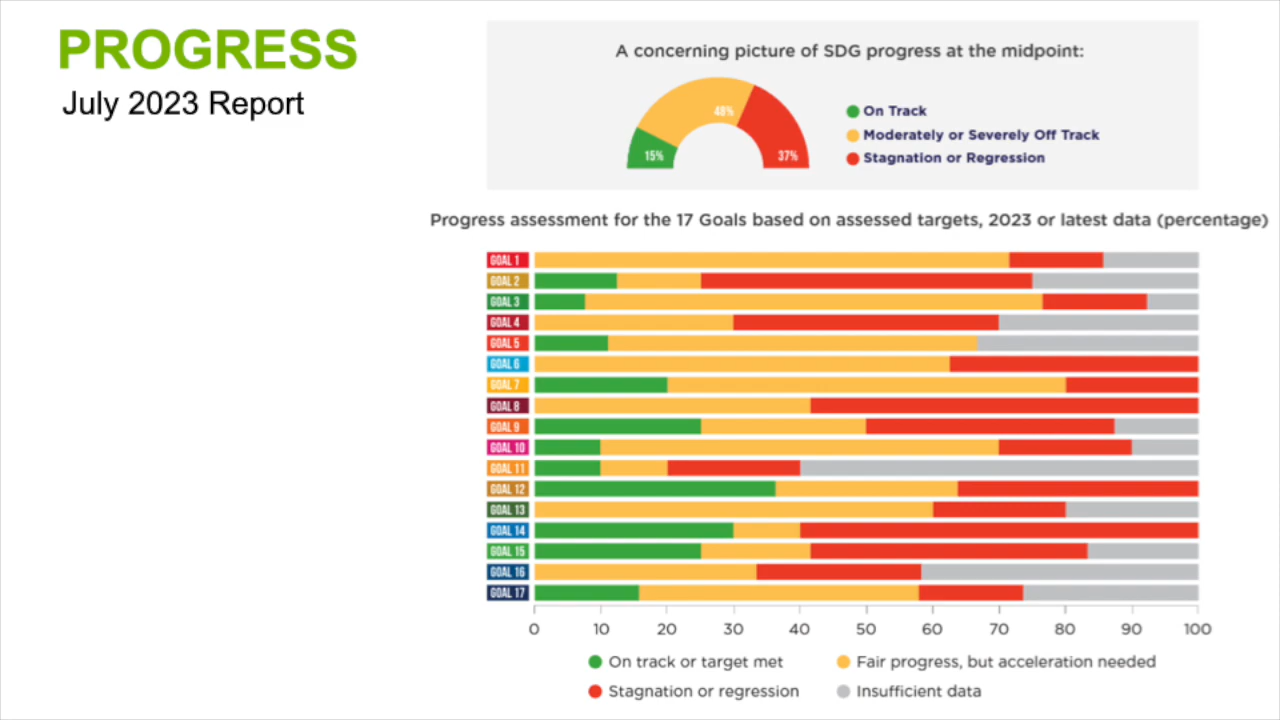 PROGRESS
July 2023 Report
A concerning picture of SDG progress at the midpoint:
15%
48%
37%
On Track
Moderately or Severely Off Track
Stagnation or Regression
Progress assessment for the 17 Goals based on assessed targets, 2023 or latest data (percentage)
GOAL 1
GOAL 2
GOAL 3
GOAL 4
GOAL 5
GOAL 6
GOAL 7
GOAL 8
GOAL 9
GOAL 10
GOAL 11
GOAL 12
GOAL 13
GOAL 14
GOAL 15
GOAL 16
GOAL 17
0 10 20 30 40 50 60 70 80 90 100
On track or target met
Fair progress, but acceleration needed
Stagnation or regression
Insufficient data